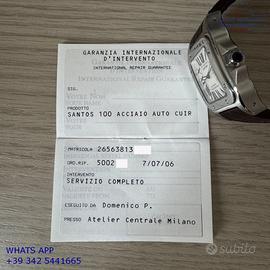 GARANZIA INTERNAZIONALE
D'INTERVENTO
INTERNATIONAL REPAIR GUARANTEE
SIG.
PRODOTTO
SANTOS 100 ACCIAIO AUTO CUIR
MATRICOLA: 26563813
ORD.RIP. 5002 7/07/06
INTERVENTO
SERVIZIO COMPLETO
ESEGUITO DA Domenico P.
PRESSO Atelier Centrale Milano
WHATS APP
+39 342 5441665
subito